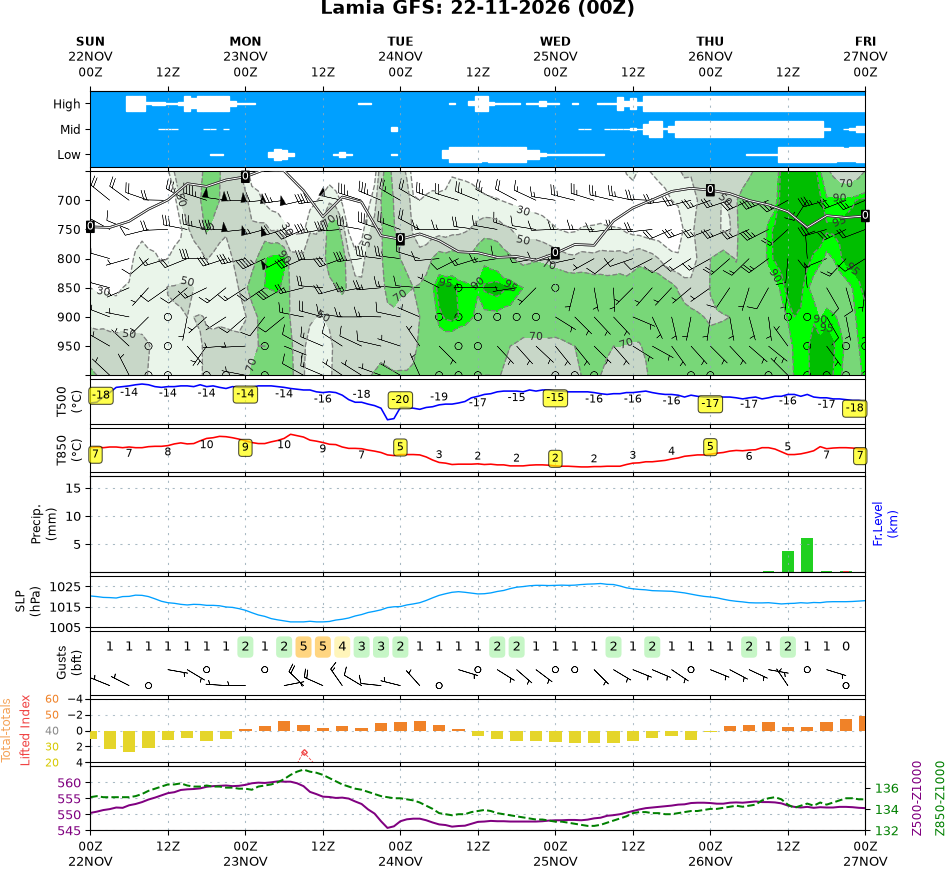 Lamia GFS: 22-11-2026 (00Z)
SUN MON TUE WED THU FRI
22NOV 23NOV 24NOV 25NOV 26NOV 27NOV
00Z 12Z 00Z 12Z 00Z 12Z 00Z 12Z 00Z 12Z 00Z
High
Mid
Low
700
750
800
850
900
950
T500 (°C)
-18 -14 -14 -14 -14 -14 -16 -18 -20 -19 -17 -15 -15 -16 -16 -16 -17 -17 -16 -17 -18
T850 (°C)
7 7 8 10 9 10 9 7 5 3 2 2 2 2 3 4 5 6 5 7 7
Precip. (mm)
15
10
5
Fr.Level (km)
SLP (hPa)
1025
1015
1005
Gusts (bft)
1 1 1 1 1 1 1 2 1 2 5 5 4 3 3 2 1 1 1 1 2 2 1 1 1 1 2 1 2 1 1 1 1 2 1 2 1 1 0
Total-totals
Lifted Index
60 −4
50 −2
40 0
30 2
20 4
560
555
550
545
136
134
132
Z500-Z1000
Z850-Z1000
00Z 12Z 00Z 12Z 00Z 12Z 00Z 12Z 00Z 12Z 00Z
22NOV 23NOV 24NOV 25NOV 26NOV 27NOV